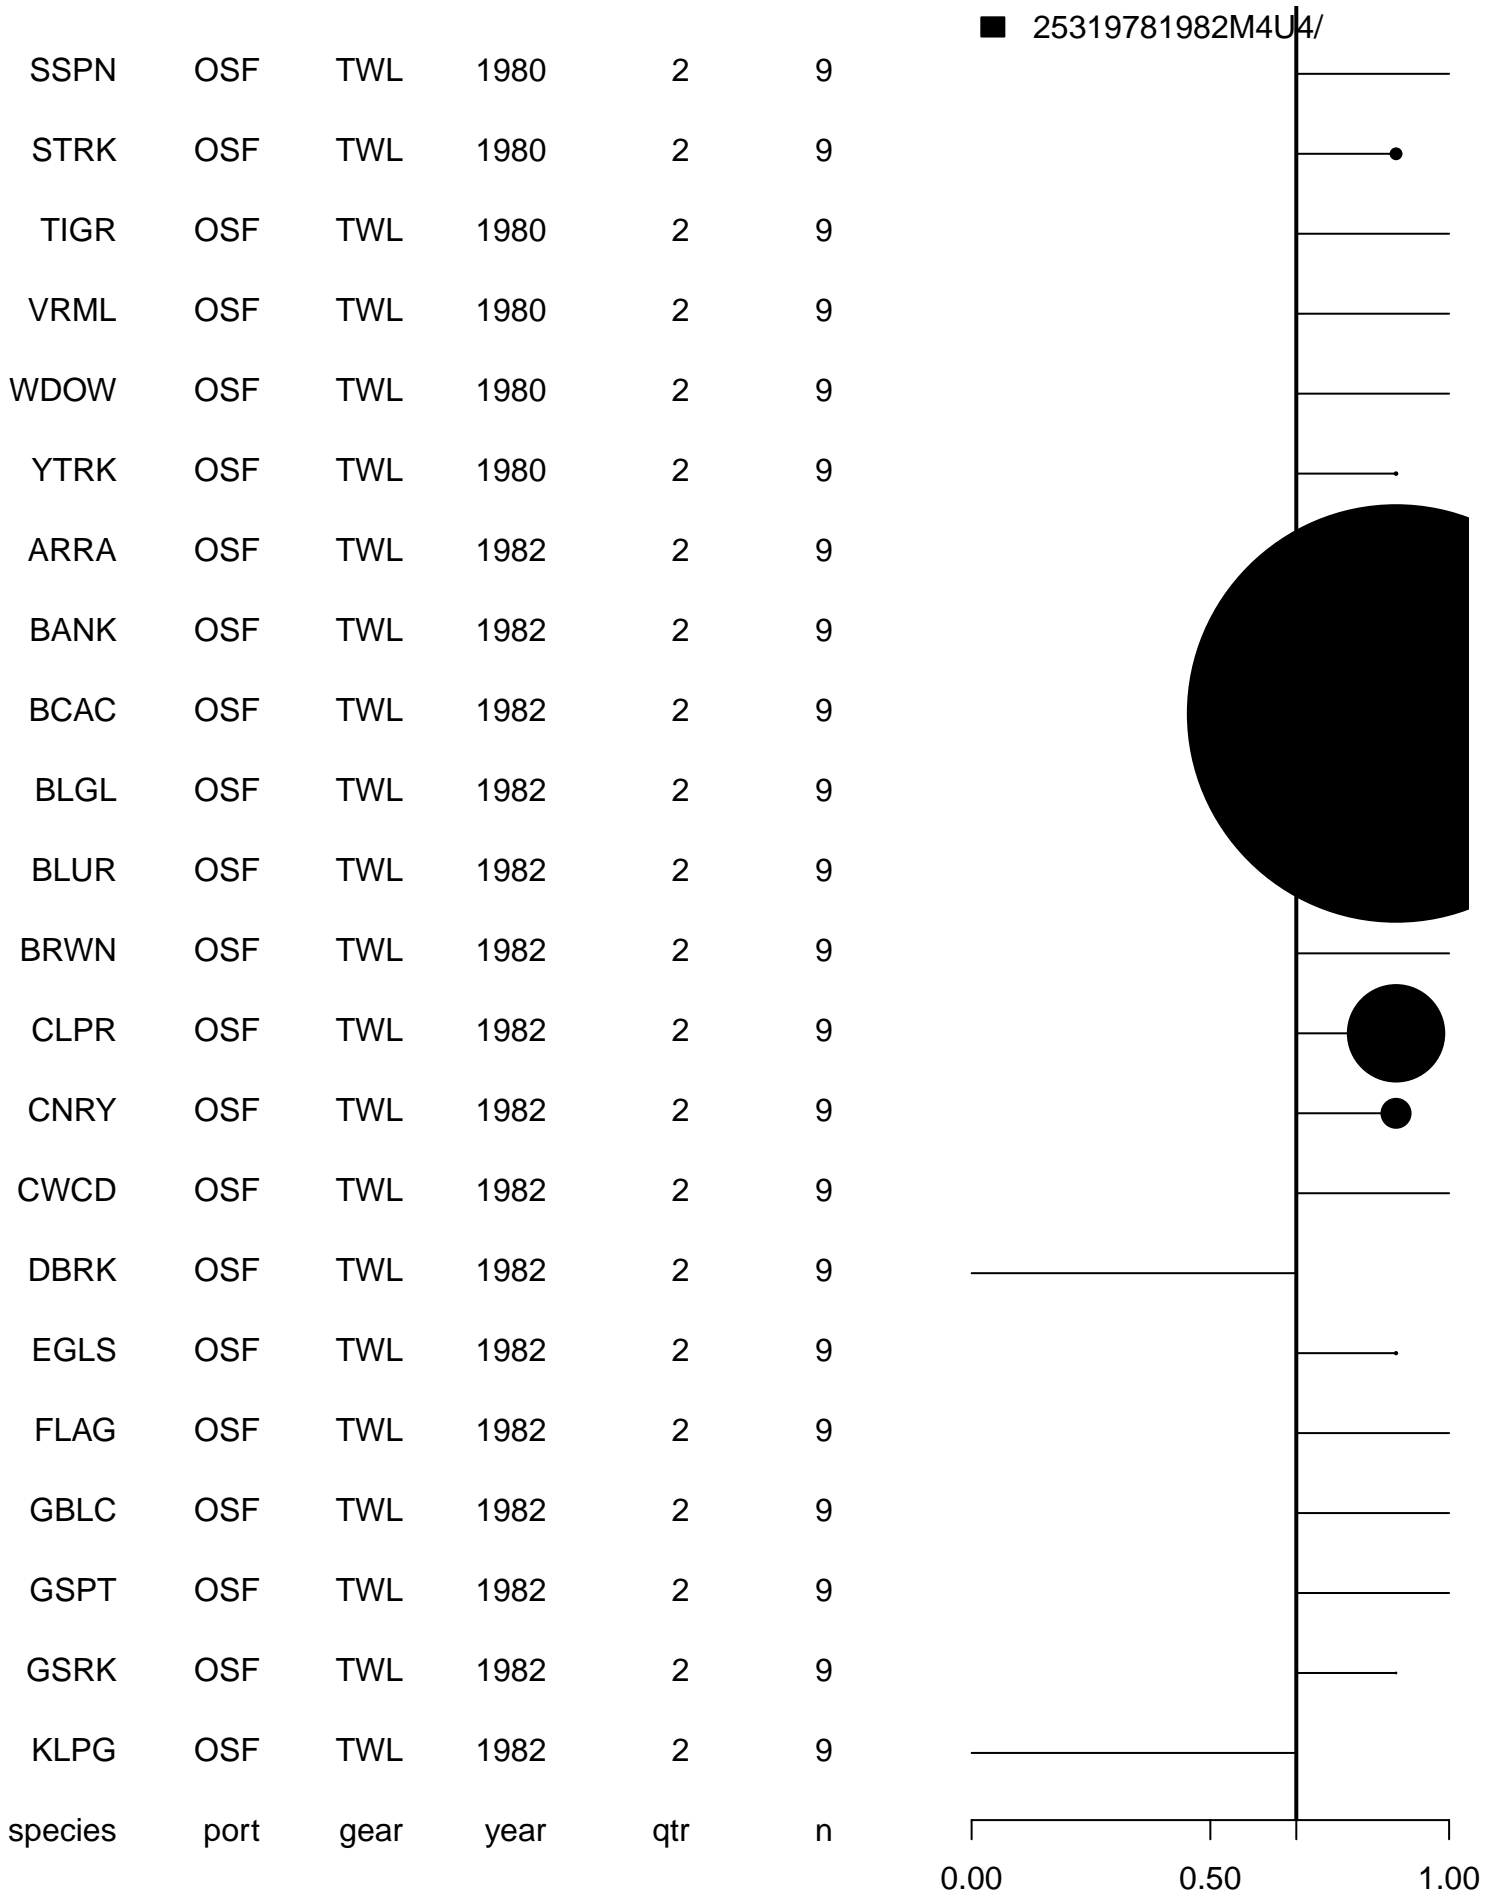 25319781982M4U4/
SSPN OSF TWL 1980 2 9
STRK OSF TWL 1980 2 9
TIGR OSF TWL 1980 2 9
VRML OSF TWL 1980 2 9
WDOW OSF TWL 1980 2 9
YTRK OSF TWL 1980 2 9
ARRA OSF TWL 1982 2 9
BANK OSF TWL 1982 2 9
BCAC OSF TWL 1982 2 9
BLGL OSF TWL 1982 2 9
BLUR OSF TWL 1982 2 9
BRWN OSF TWL 1982 2 9
CLPR OSF TWL 1982 2 9
CNRY OSF TWL 1982 2 9
CWCD OSF TWL 1982 2 9
DBRK OSF TWL 1982 2 9
EGLS OSF TWL 1982 2 9
FLAG OSF TWL 1982 2 9
GBLC OSF TWL 1982 2 9
GSPT OSF TWL 1982 2 9
GSRK OSF TWL 1982 2 9
KLPG OSF TWL 1982 2 9
species port gear year qtr n
0.00 0.50 1.00